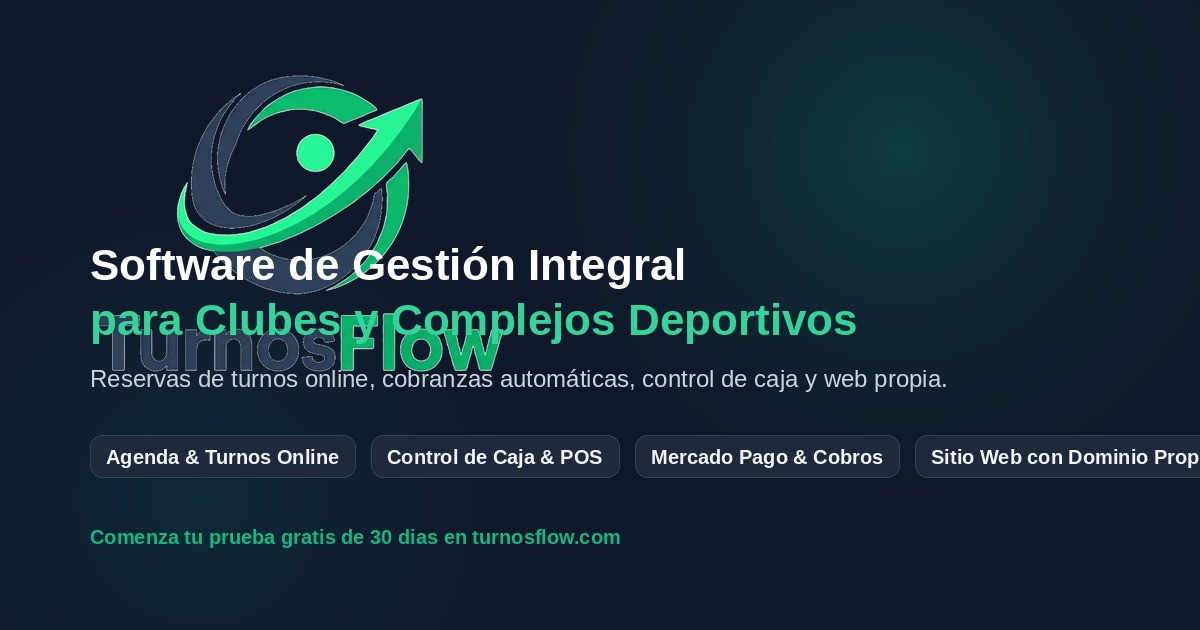 Software de Gestión Integral
para Clubes y Complejos Deportivos
TurnosFlow
Reservas de turnos online, cobranzas automáticas, control de caja y web propia.
Agenda & Turnos Online
Control de Caja & POS
Mercado Pago & Cobros
Sitio Web con Dominio Prop
Comenza tu prueba gratis de 30 dias en turnosflow.com